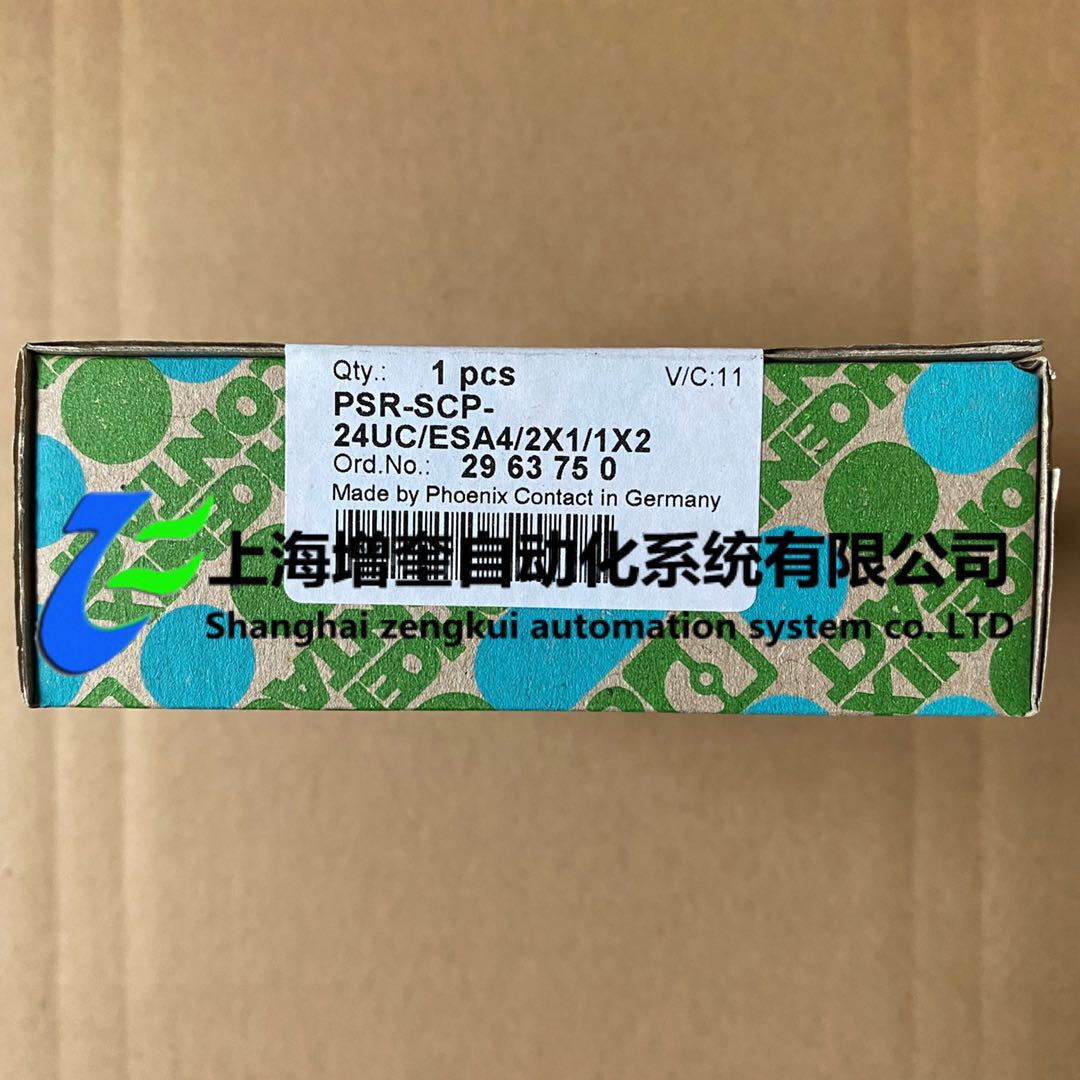 Qty.: 1 pcs V/C:11
PSR-SCP-
24UC/ESA4/2X1/1X2
Ord.No.: 29 63 75 0
Made by Phoenix Contact in Germany
上海增奎自动化系统有限公司
Shanghai zengkui automation system co. LTD